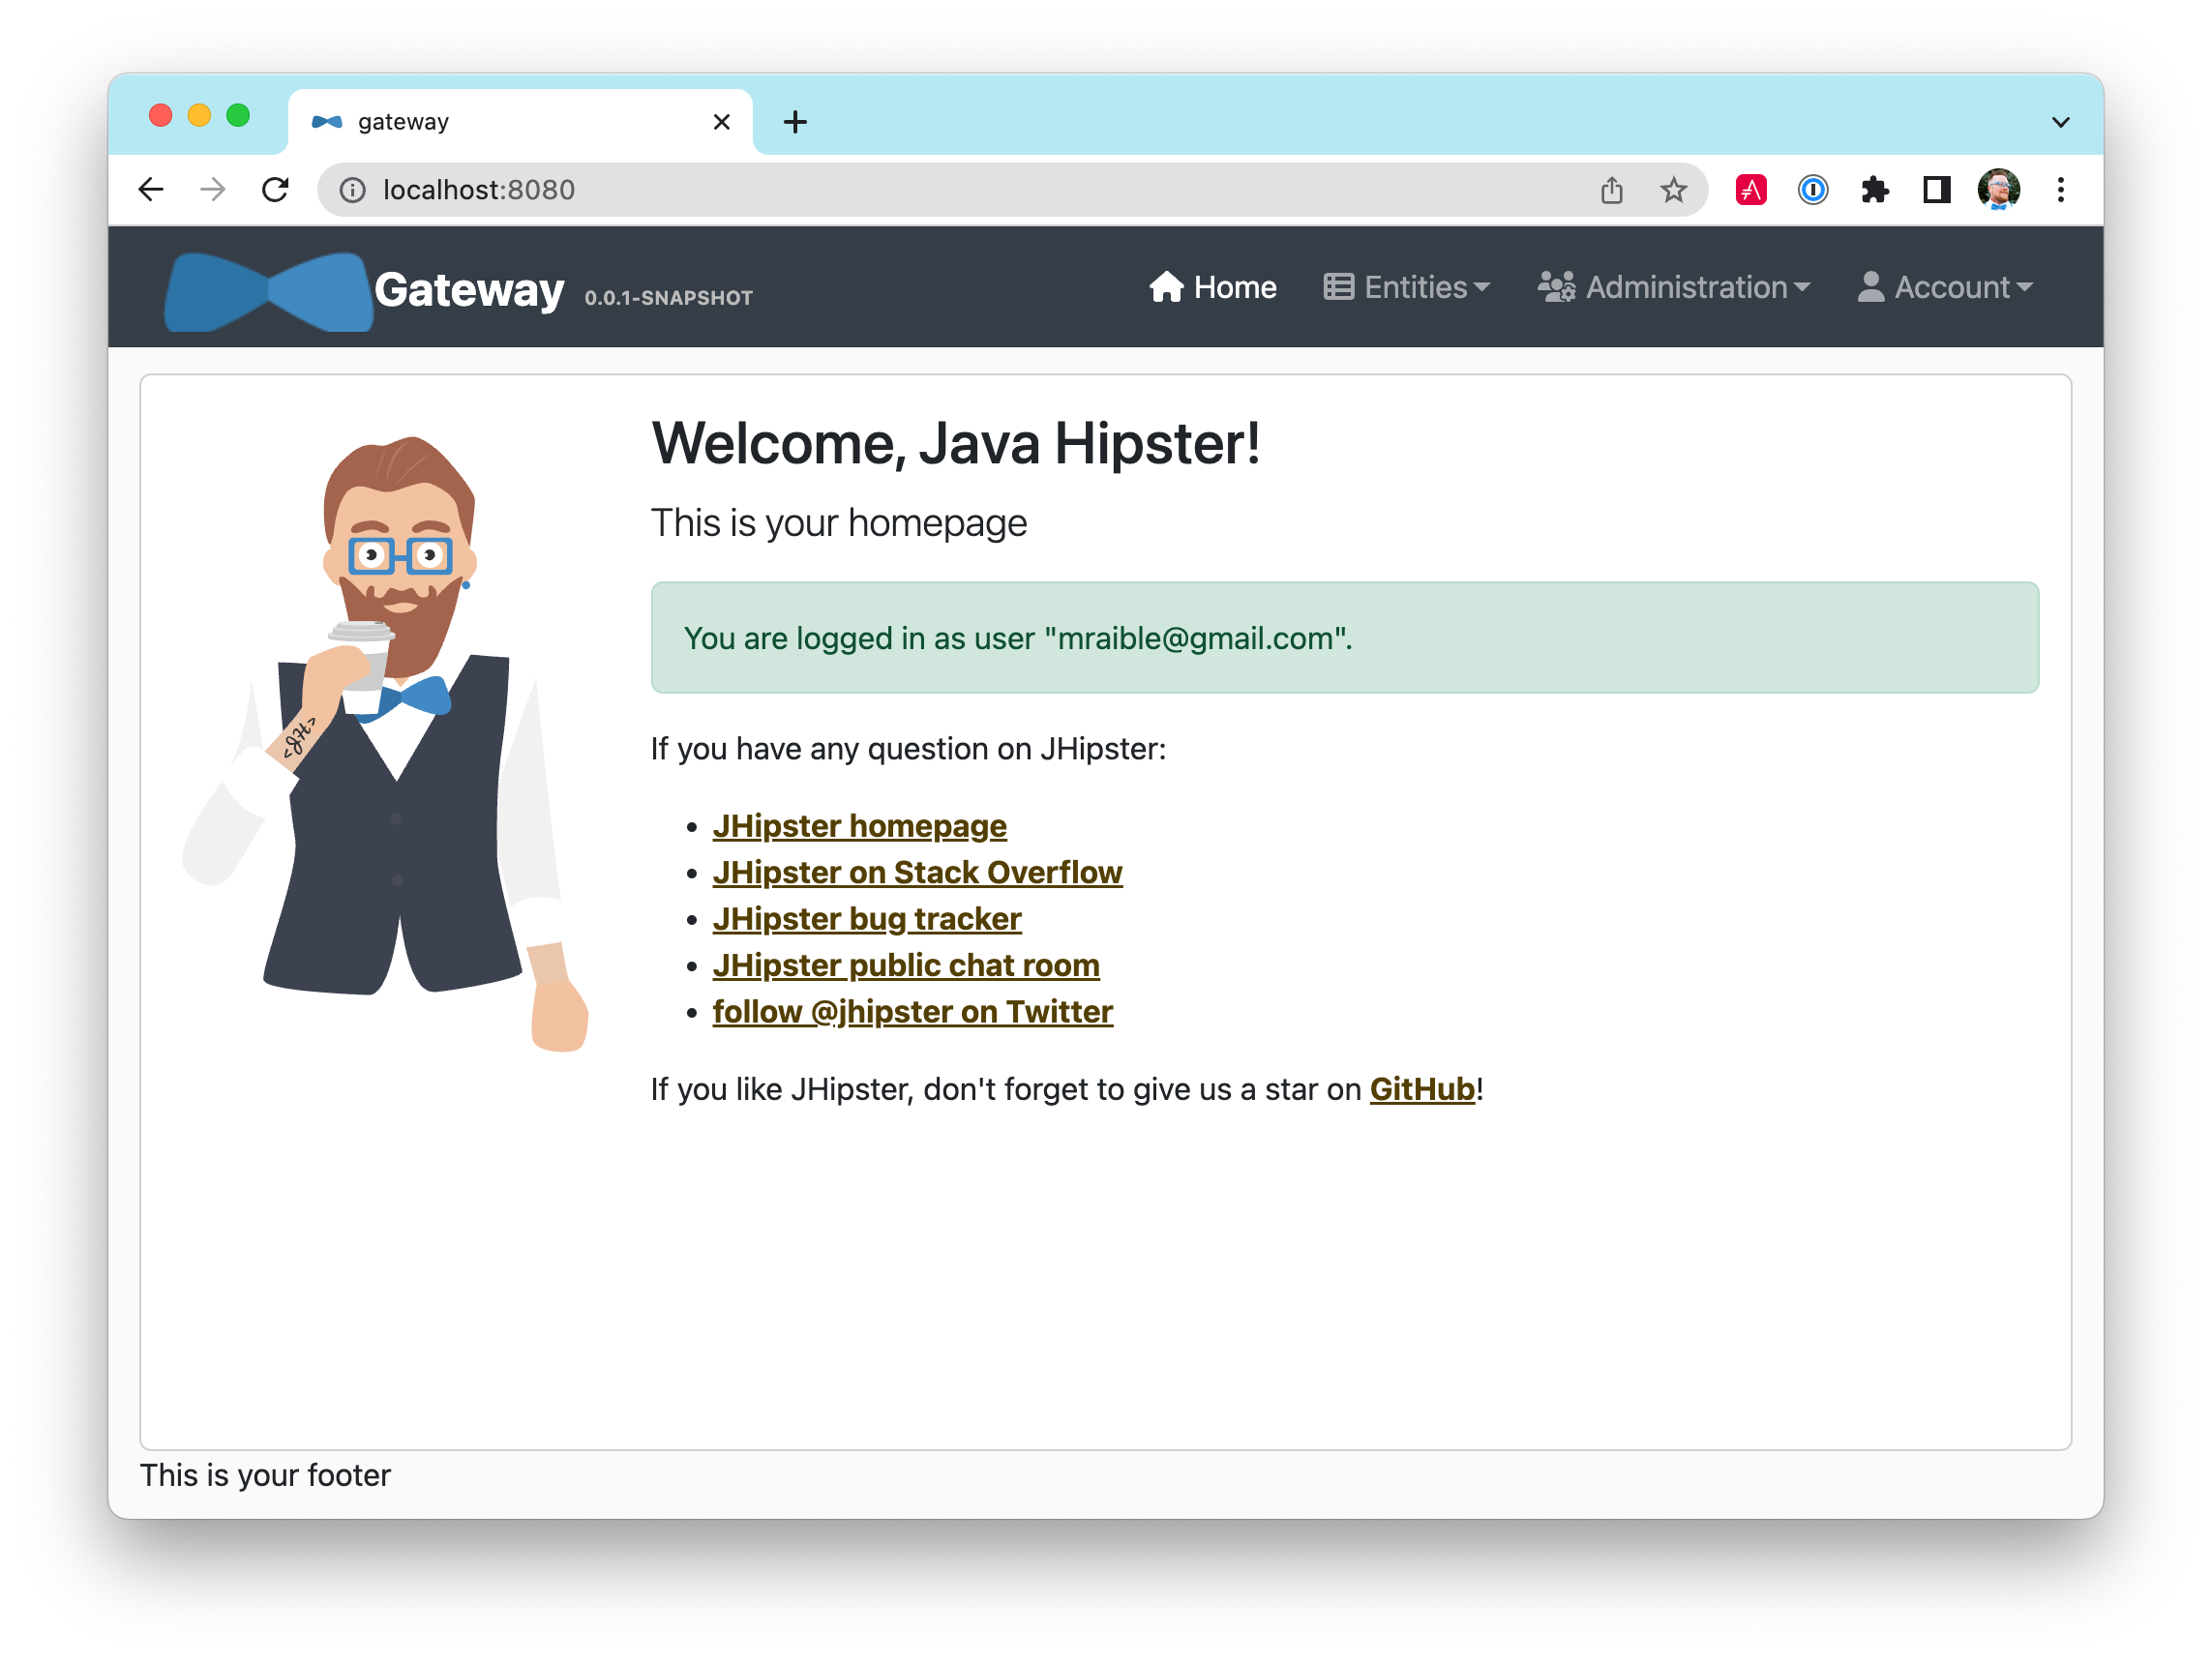 gateway
localhost:8080
Gateway 0.0.1-SNAPSHOT Home Entities Administration Account
Welcome, Java Hipster!
This is your homepage
You are logged in as user "mraible@gmail.com".
<JH>
If you have any question on JHipster:
JHipster homepage
JHipster on Stack Overflow
JHipster bug tracker
JHipster public chat room
follow @jhipster on Twitter
If you like JHipster, don't forget to give us a star on GitHub!
This is your footer